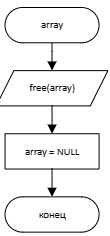 array
free(array)
array = NULL
конец